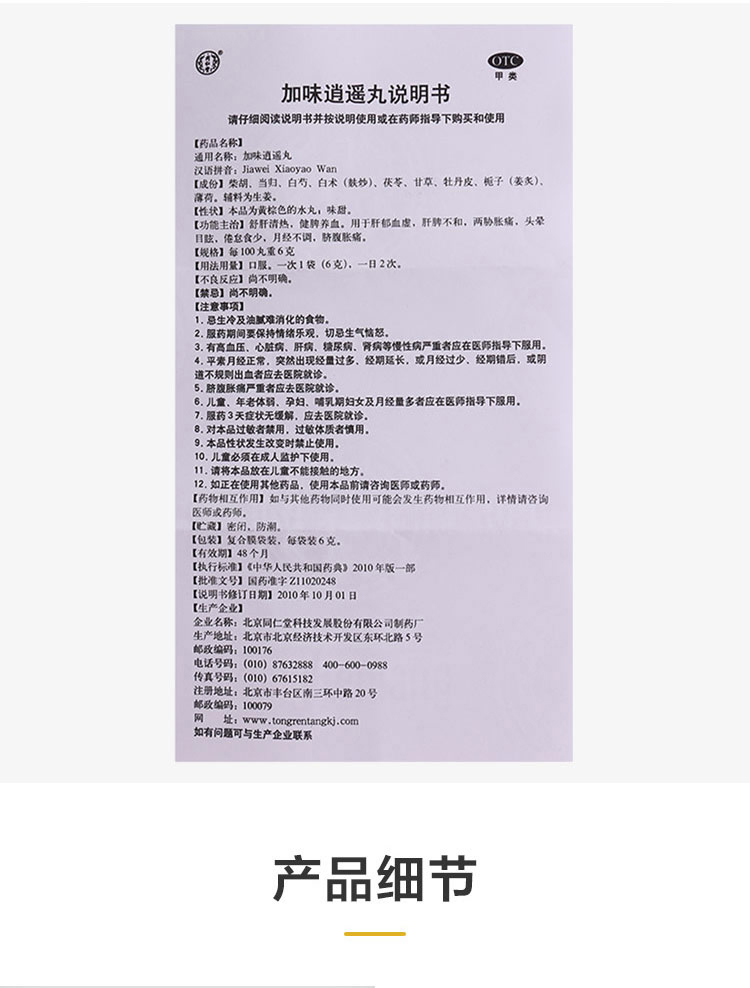 同仁堂
®
OTC
甲类
加味逍遥丸说明书
请仔细阅读说明书并按说明使用或在药师指导下购买和使用
【药品名称】
通用名称：加味逍遥丸
汉语拼音：Jiawei Xiaoyao Wan
【成份】柴胡、当归、白芍、白术（麸炒）、茯苓、甘草、牡丹皮、栀子（姜炙）、
薄荷。辅料为生姜。
【性状】本品为黄棕色的水丸；味甜。
【功能主治】舒肝清热，健脾养血。用于肝郁血虚，肝脾不和，两胁胀痛，头晕
目眩，倦怠食少，月经不调，脐腹胀痛。
【规格】每100丸重6克
【用法用量】口服。一次1袋（6克），一日2次。
【不良反应】尚不明确。
【禁忌】尚不明确。
【注意事项】
1. 忌生冷及油腻难消化的食物。
2. 服药期间要保持情绪乐观，切忌生气恼怒。
3. 有高血压、心脏病、肝病、糖尿病、肾病等慢性病严重者应在医师指导下服用。
4. 平素月经正常，突然出现经量过多、经期延长，或月经过少、经期错后，或阴
道不规则出血者应去医院就诊。
5. 脐腹胀痛严重者应去医院就诊。
6. 儿童、年老体弱、孕妇、哺乳期妇女及月经量多者应在医师指导下服用。
7. 服药3天症状无缓解，应去医院就诊。
8. 对本品过敏者禁用，过敏体质者慎用。
9. 本品性状发生改变时禁止使用。
10. 儿童必须在成人监护下使用。
11. 请将本品放在儿童不能接触的地方。
12. 如正在使用其他药品，使用本品前请咨询医师或药师。
【药物相互作用】如与其他药物同时使用可能会发生药物相互作用，详情请咨询
医师或药师。
【贮藏】密闭，防潮。
【包装】复合膜袋装，每袋装6克。
【有效期】48个月
【执行标准】《中华人民共和国药典》2010年版一部
【批准文号】国药准字Z11020248
【说明书修订日期】2010年10月01日
【生产企业】
企业名称：北京同仁堂科技发展股份有限公司制药厂
生产地址：北京市北京经济技术开发区东环北路5号
邮政编码：100176
电话号码：(010) 87632888 400-600-0988
传真号码：(010) 67615182
注册地址：北京市丰台区南三环中路20号
邮政编码：100079
网 址：www.tongrentangkj.com
如有问题可与生产企业联系
产品细节